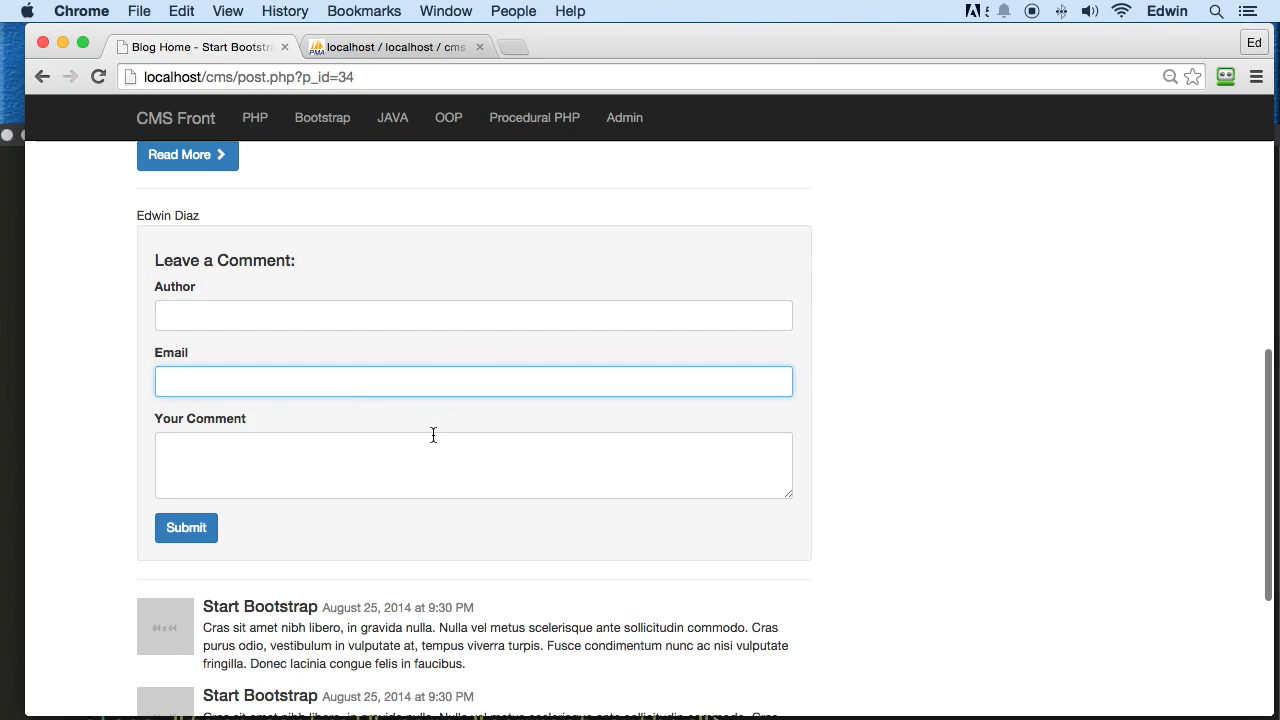 Chrome File Edit View History Bookmarks Window People Help Edwin
Blog Home - Start Bootstra localhost / localhost / cms Ed
localhost/cms/post.php?p_id=34
CMS Front PHP Bootstrap JAVA OOP Procedural PHP Admin
Read More
Edwin Diaz
Leave a Comment:
Author
Email
Your Comment
Submit
64 x 64
Start Bootstrap August 25, 2014 at 9:30 PM
Cras sit amet nibh libero, in gravida nulla. Nulla vel metus scelerisque ante sollicitudin commodo. Cras
purus odio, vestibulum in vulputate at, tempus viverra turpis. Fusce condimentum nunc ac nisi vulputate
fringilla. Donec lacinia congue felis in faucibus.
Start Bootstrap August 25, 2014 at 9:30 PM